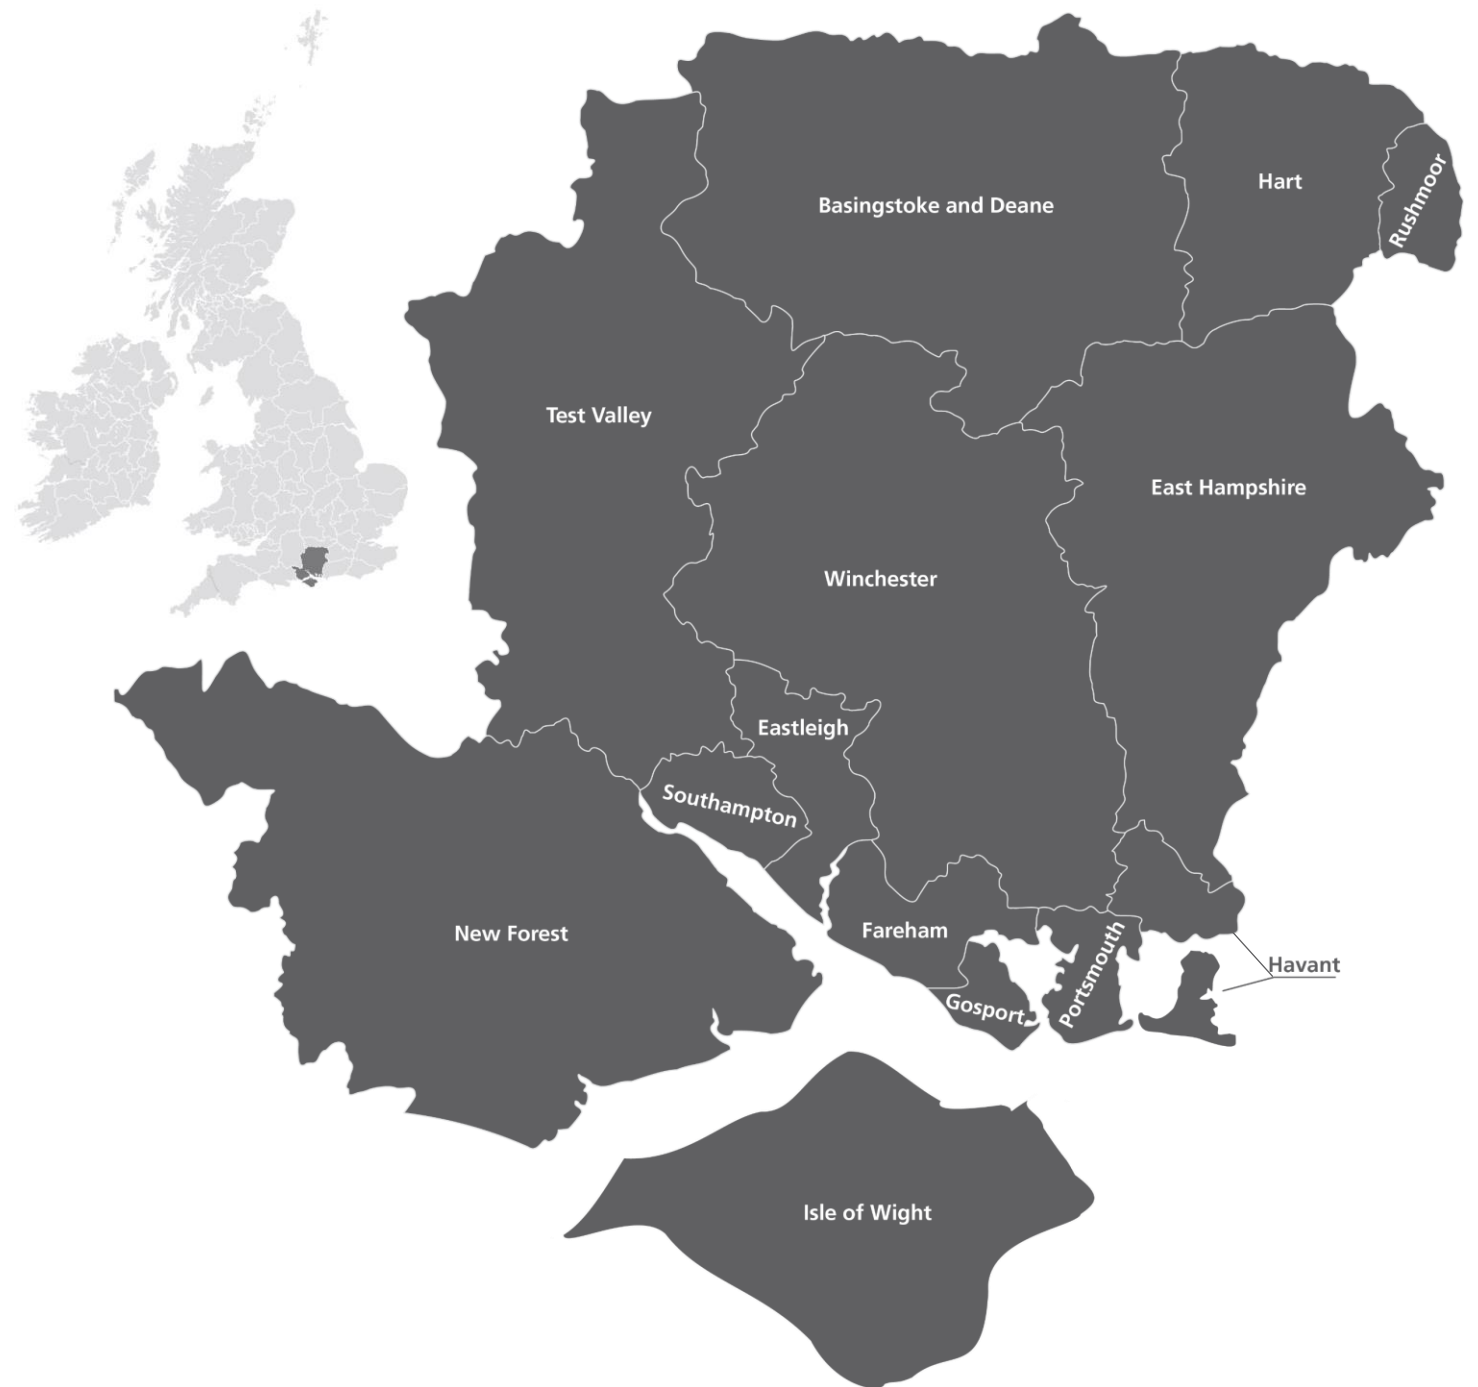 Basingstoke and Deane
Hart
Rushmoor
Test Valley
East Hampshire
Winchester
Eastleigh
Southampton
New Forest
Fareham
Portsmouth
Havant
Gosport
Isle of Wight